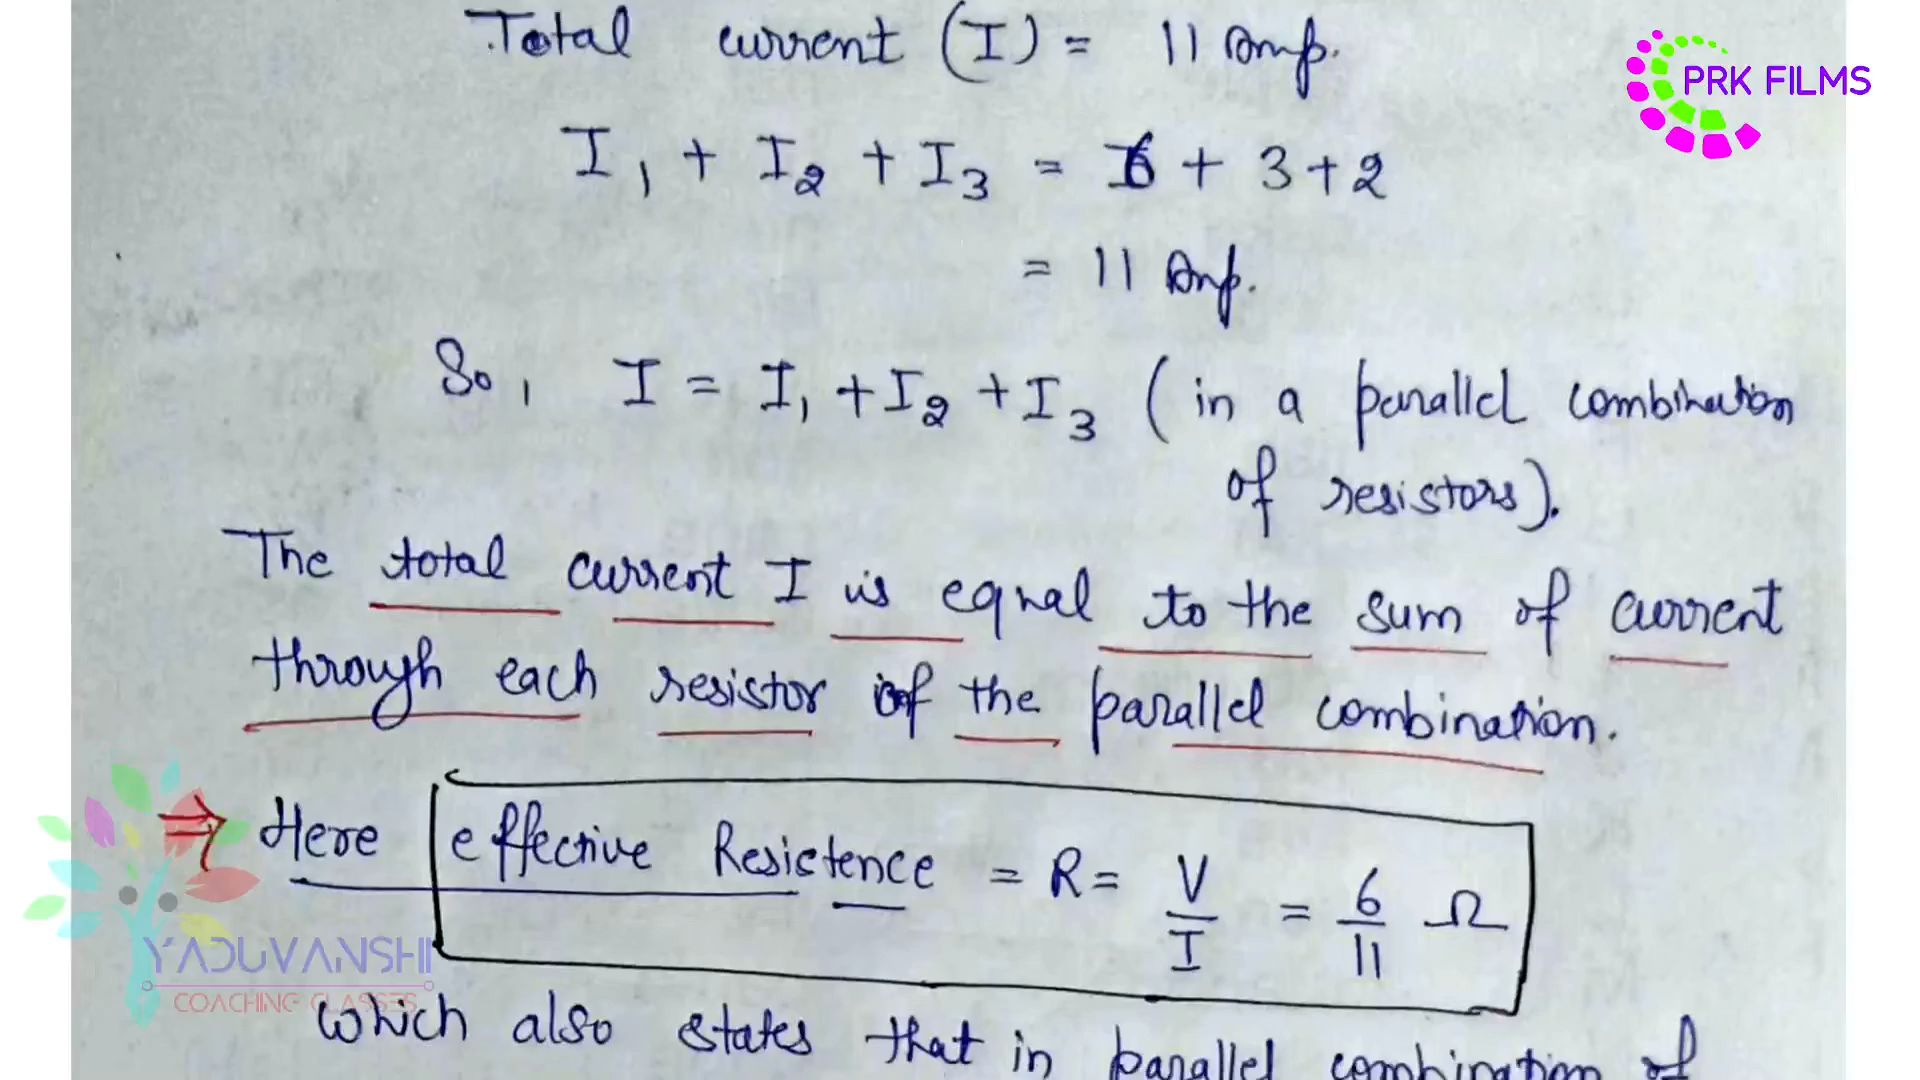 Total current (I) = 11 Amp.
PRK FILMS
I₁ + I₂ + I₃ = 6 + 3 + 2
= 11 Amp.
So, I = I₁ + I₂ + I₃ (in a parallel combination
of resistors).
The total current I is equal to the sum of current
through each resistor of the parallel combination.
⇒ Here effective Resistence = R = V/I = 6/11 Ω
YADUVANSHI
COACHING CLASSES
which also states that in parallel combination of